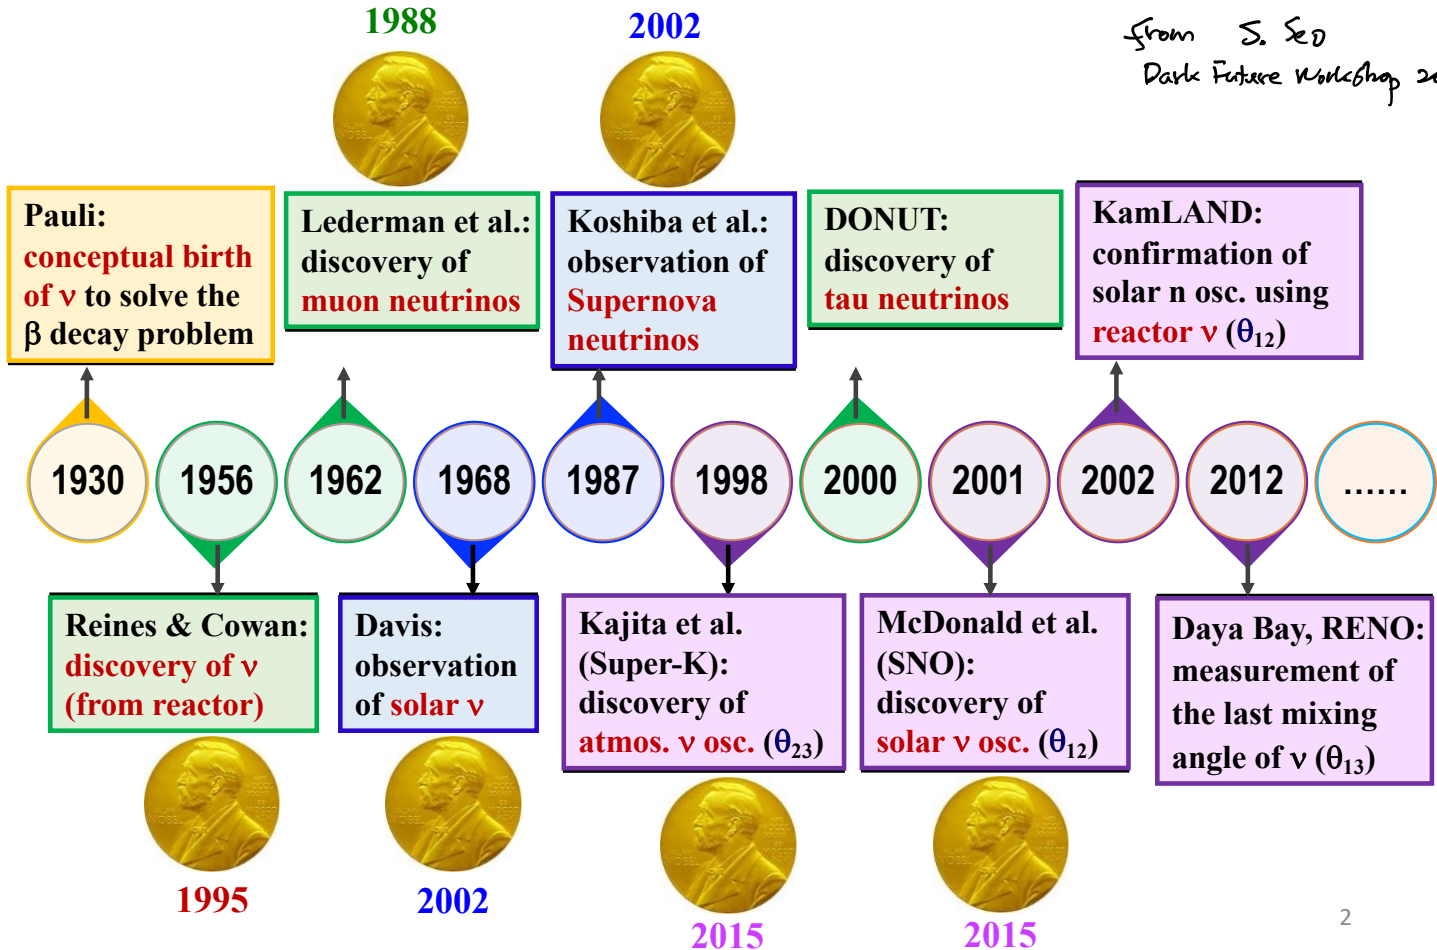 1988
2002
from S. Seo
Dark Future Workshop
Pauli:
conceptual birth
of ν to solve the
β decay problem
Lederman et al.:
discovery of
muon neutrinos
Koshiba et al.:
observation of
Supernova
neutrinos
DONUT:
discovery of
tau neutrinos
KamLAND:
confirmation of
solar n osc. using
reactor ν (θ12)
1930
1956
1962
1968
1987
1998
2000
2001
2002
2012
......
Reines & Cowan:
discovery of ν
(from reactor)
Davis:
observation
of solar ν
Kajita et al.
(Super-K):
discovery of
atmos. ν osc. (θ23)
McDonald et al.
(SNO):
discovery of
solar ν osc. (θ12)
Daya Bay, RENO:
measurement of
the last mixing
angle of ν (θ13)
1995
2002
2015
2015
2